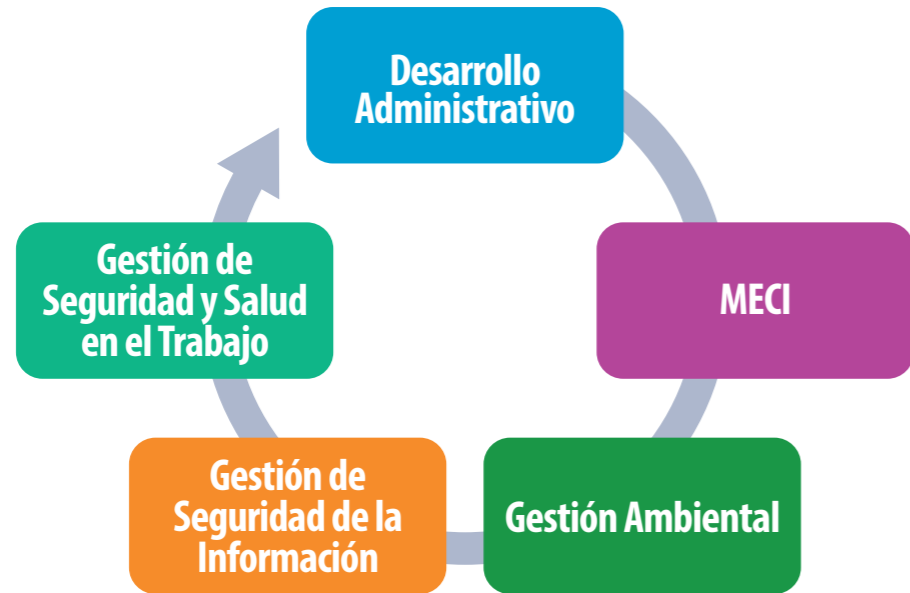 Desarrollo
Administrativo
MECI
Gestión Ambiental
Gestión de
Seguridad de la
Información
Gestión de
Seguridad y Salud
en el Trabajo